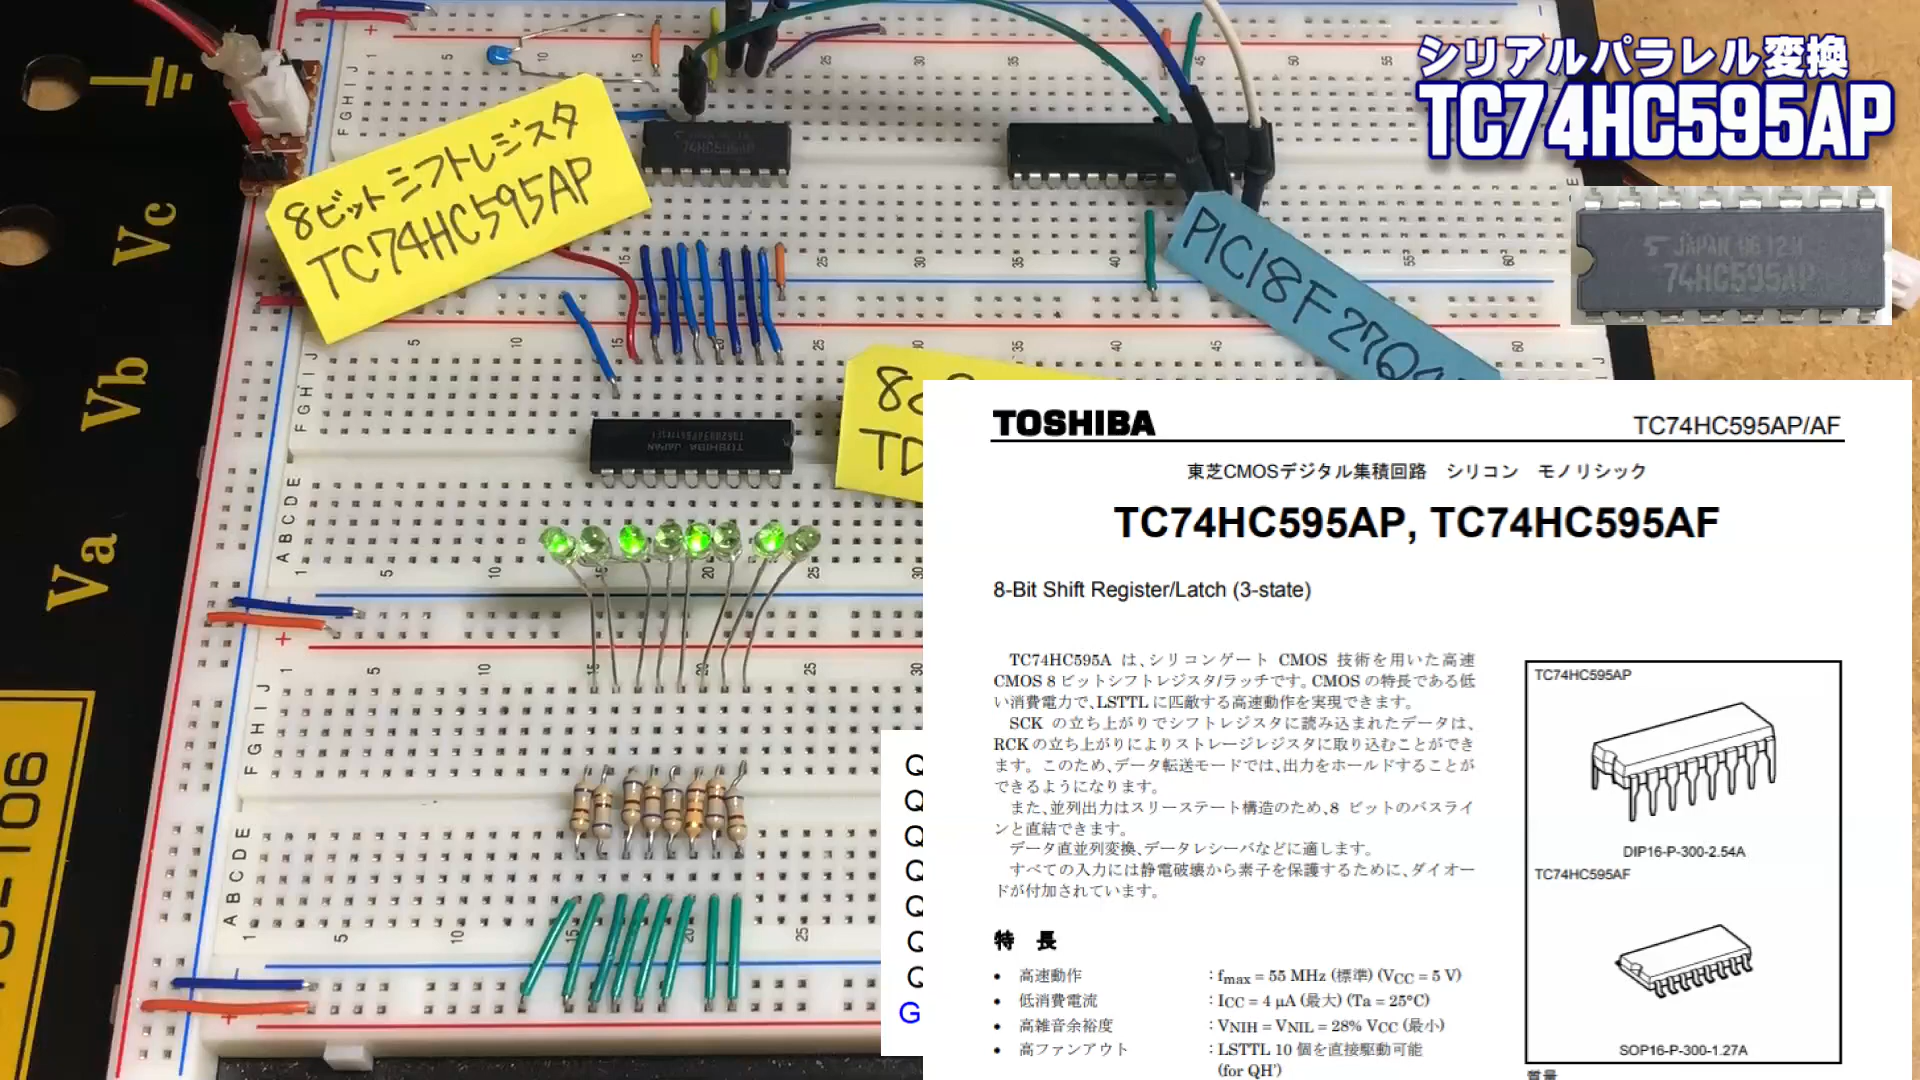 シリアルパラレル変換
TC74HC595AP
8ビットシフトレジスタ
TC74HC595AP
PIC18F27Q
JAPAN
74HC595AP
Vc
Vb
Va
TOSHIBA
TC74HC595AP/AF
東芝CMOSデジタル集積回路 シリコン モノリシック
TC74HC595AP, TC74HC595AF
8-Bit Shift Register/Latch (3-state)
TC74HC595A は、シリコンゲート CMOS 技術を用いた高速
CMOS 8 ビットシフトレジスタ/ラッチです。CMOS の特長である低
い消費電力で、LSTTL に匹敵する高速動作を実現できます。
SCK の立ち上がりでシフトレジスタに読み込まれたデータは、
RCK の立ち上がりによりストレージレジスタに取り込むことができ
ます。このため、データ転送モードでは、出力をホールドすることが
できるようになります。
また、並列出力はスリーステート構造のため、8 ビットのバスライ
ンと直結できます。
データ直並列変換、データレシーバなどに適します。
すべての入力には静電破壊から素子を保護するために、ダイオー
ドが付加されています。
特 長
• 高速動作 : fmax = 55 MHz (標準) (VCC = 5 V)
• 低消費電流 : ICC = 4 μA (最大) (Ta = 25°C)
• 高雑音余裕度 : VNIH = VNIL = 28% VCC (最小)
• 高ファンアウト : LSTTL 10 個を直接駆動可能
(for QH')
TC74HC595AP
DIP16-P-300-2.54A
TC74HC595AF
SOP16-P-300-1.27A
質量